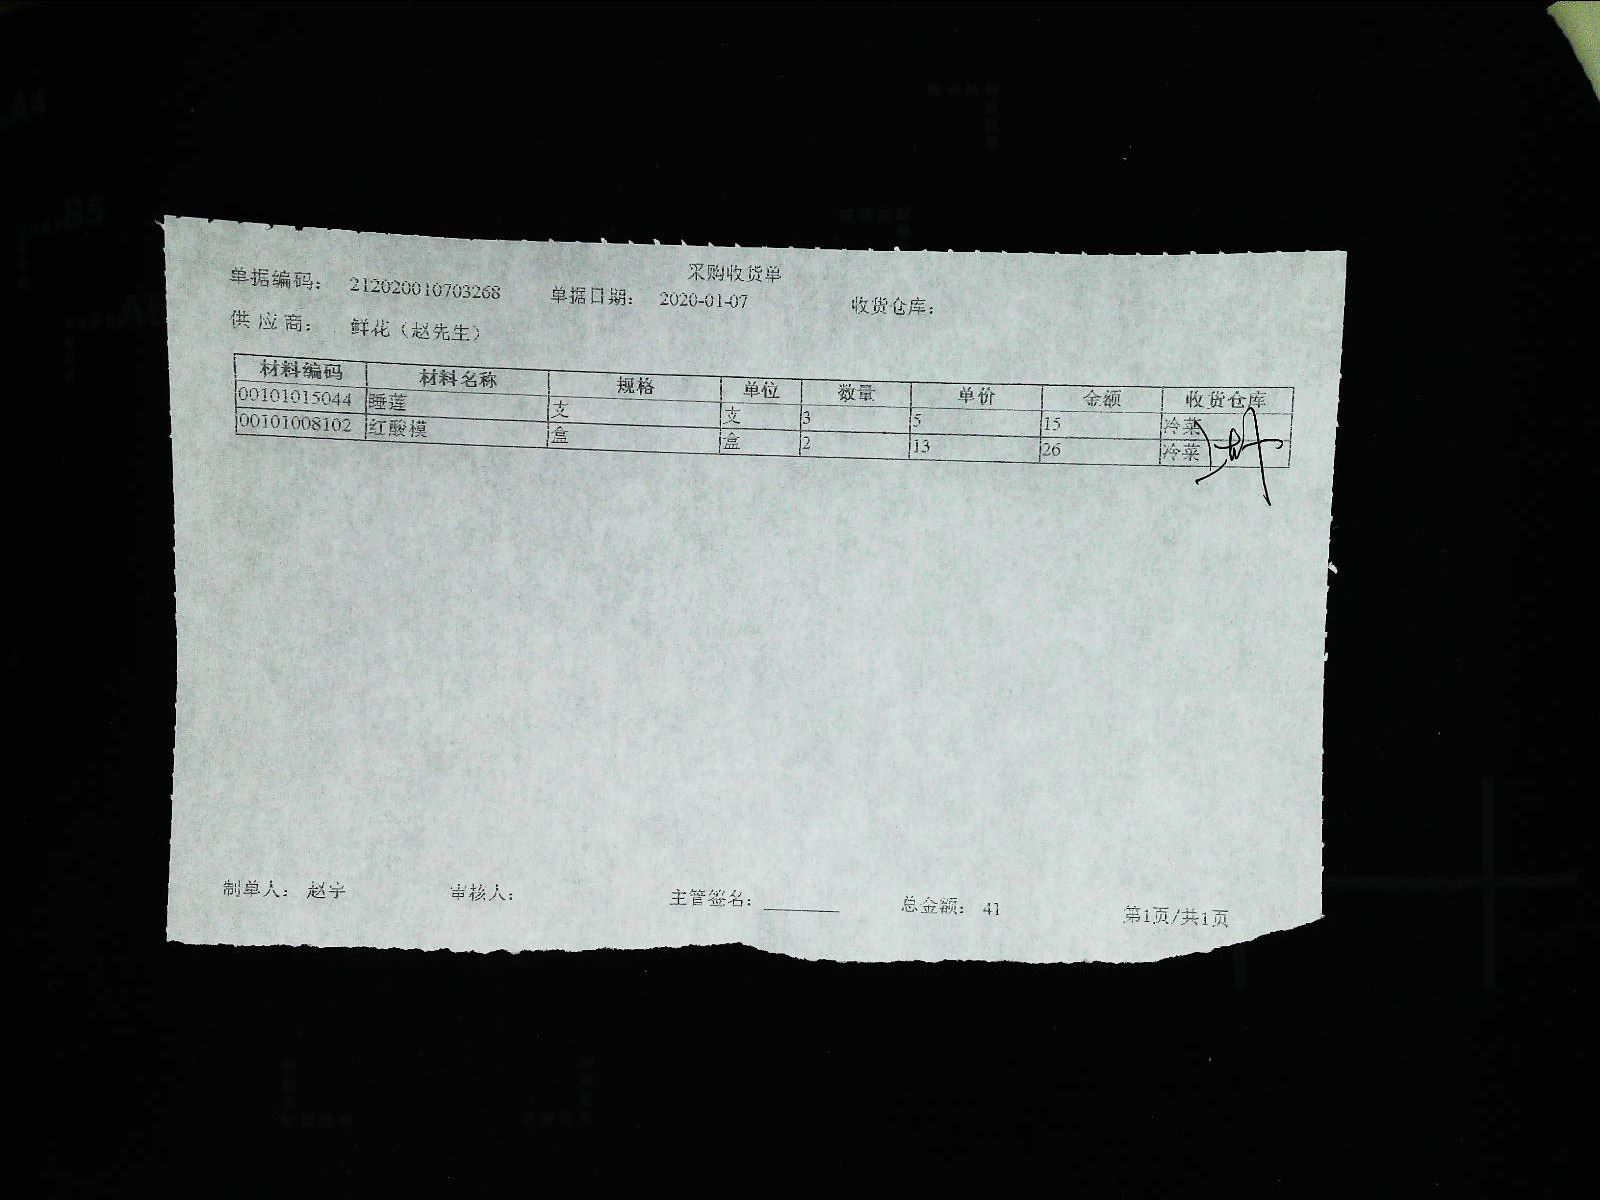 采购收货单
单据编码: 212020010703268 单据日期: 2020-01-07 收货仓库:
供应商: 鲜花（赵先生）
材料编码 材料名称 规格 单位 数量 单价 金额 收货仓库
00101015044 睡莲 支 支 3 5 15 冷菜
00101008102 红酸模 盒 盒 2 13 26 冷菜
制单人: 赵宇 审核人: 主管签名: 总金额: 41 第1页/共1页